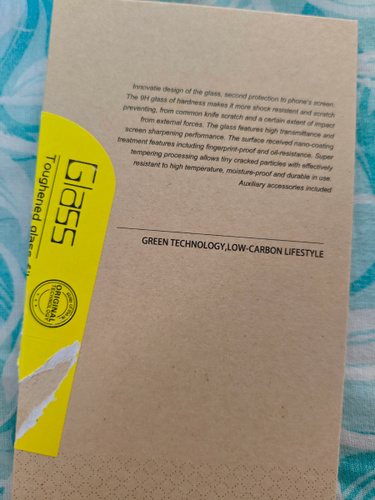 Innovable design of the glass, second protection to phone's screen.
The 9H glass of hardness makes it more shock resistent and scratch
preventing, from common knife scratch and a certain extent of impact
from external forces. The glass features high transmittance and
screen sharpening performance. The surface received nano-coating
treatment features including fingerprint-proof and oil-resistance. Super
tempering processing allows tiny cracked particles with effectively
resistant to high temperature, moisture-proof and durable in use.
Auxiliary accessories included
GREEN TECHNOLOGY,LOW-CARBON LIFESTYLE
Glass
Toughened glass
ORIGINAL
TECHNOLOGY